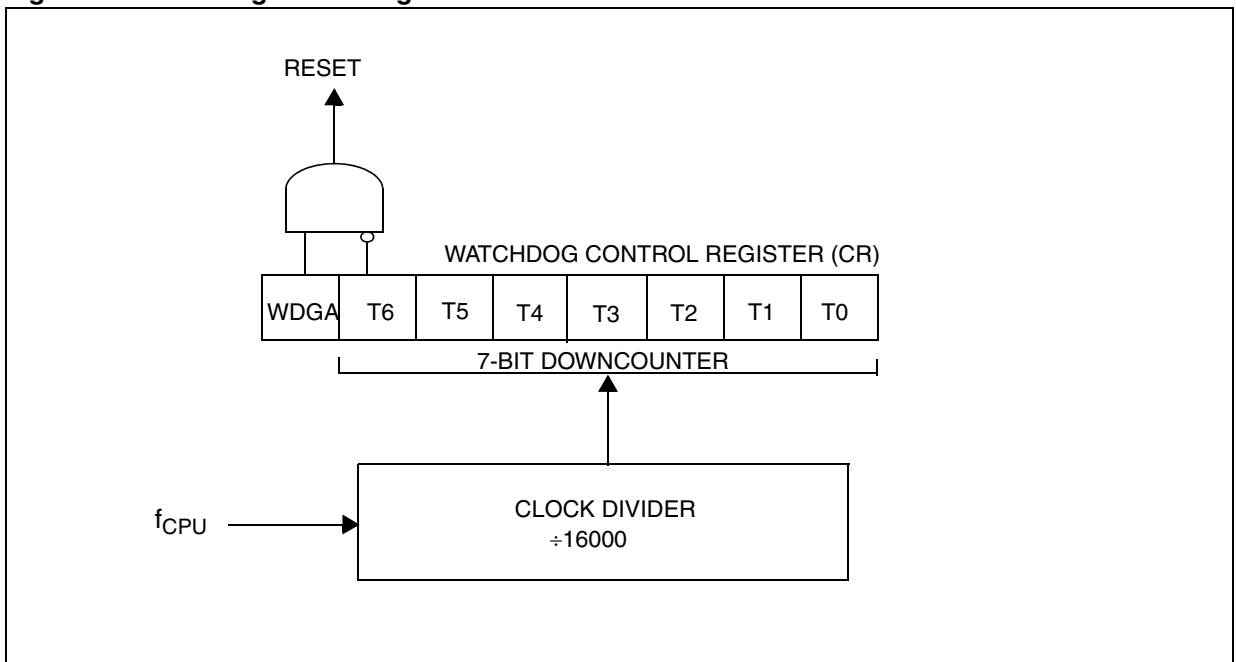 RESET
WATCHDOG CONTROL REGISTER (CR)
WDGA T6 T5 T4 T3 T2 T1 T0
7-BIT DOWNCOUNTER
fCPU
CLOCK DIVIDER
÷16000